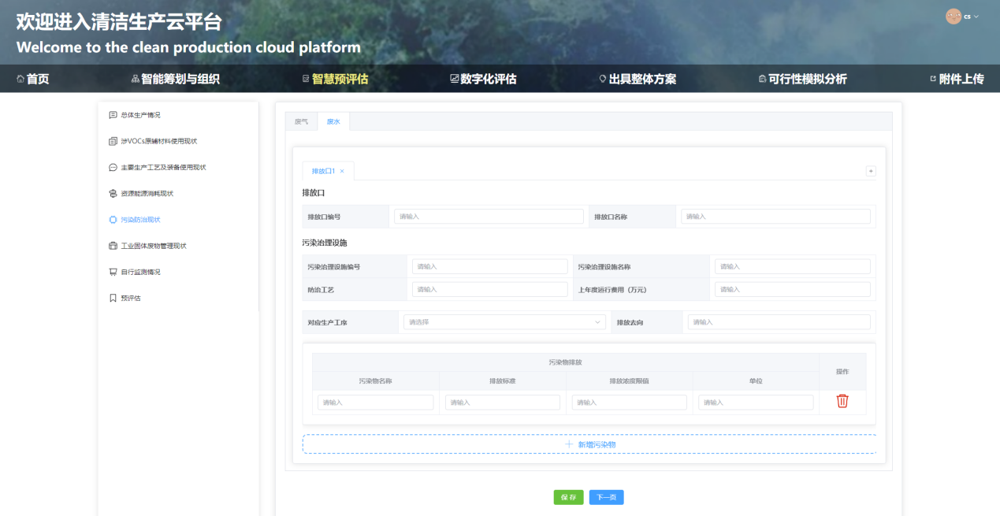 欢迎进入清洁生产云平台
Welcome to the clean production cloud platform
cs
首页 智能筹划与组织 智慧预评估 数字化评估 出具整体方案 可行性模拟分析 附件上传
总体生产情况
涉VOCs原辅材料使用现状
主要生产工艺及装备使用现状
资源能源消耗现状
污染防治现状
工业固体废物管理现状
自行监测情况
预评估
废气 废水
排放口1 ×
+
排放口
排放口编号 请输入 排放口名称 请输入
污染治理设施
污染治理设施编号 请输入 污染治理设施名称 请输入
防治工艺 请输入 上年度运行费用（万元） 请输入
对应生产工序 请选择 排放去向 请输入
污染物排放 操作
污染物名称 排放标准 排放浓度限值 单位
请输入 请输入 请输入 请输入
+ 新增污染物
保存 下一页